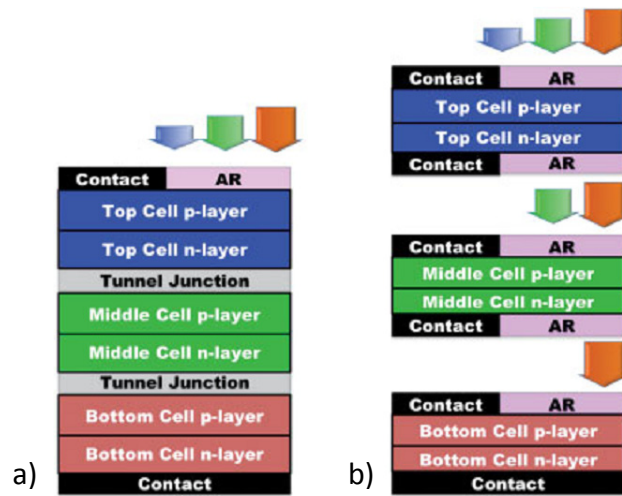 Contact AR
Top Cell p-layer
Top Cell n-layer
Tunnel Junction
Middle Cell p-layer
Middle Cell n-layer
Tunnel Junction
Bottom Cell p-layer
Bottom Cell n-layer
Contact
a)
Contact AR
Top Cell p-layer
Top Cell n-layer
Contact AR
Contact AR
Middle Cell p-layer
Middle Cell n-layer
Contact AR
Contact AR
Bottom Cell p-layer
Bottom Cell n-layer
Contact
b)